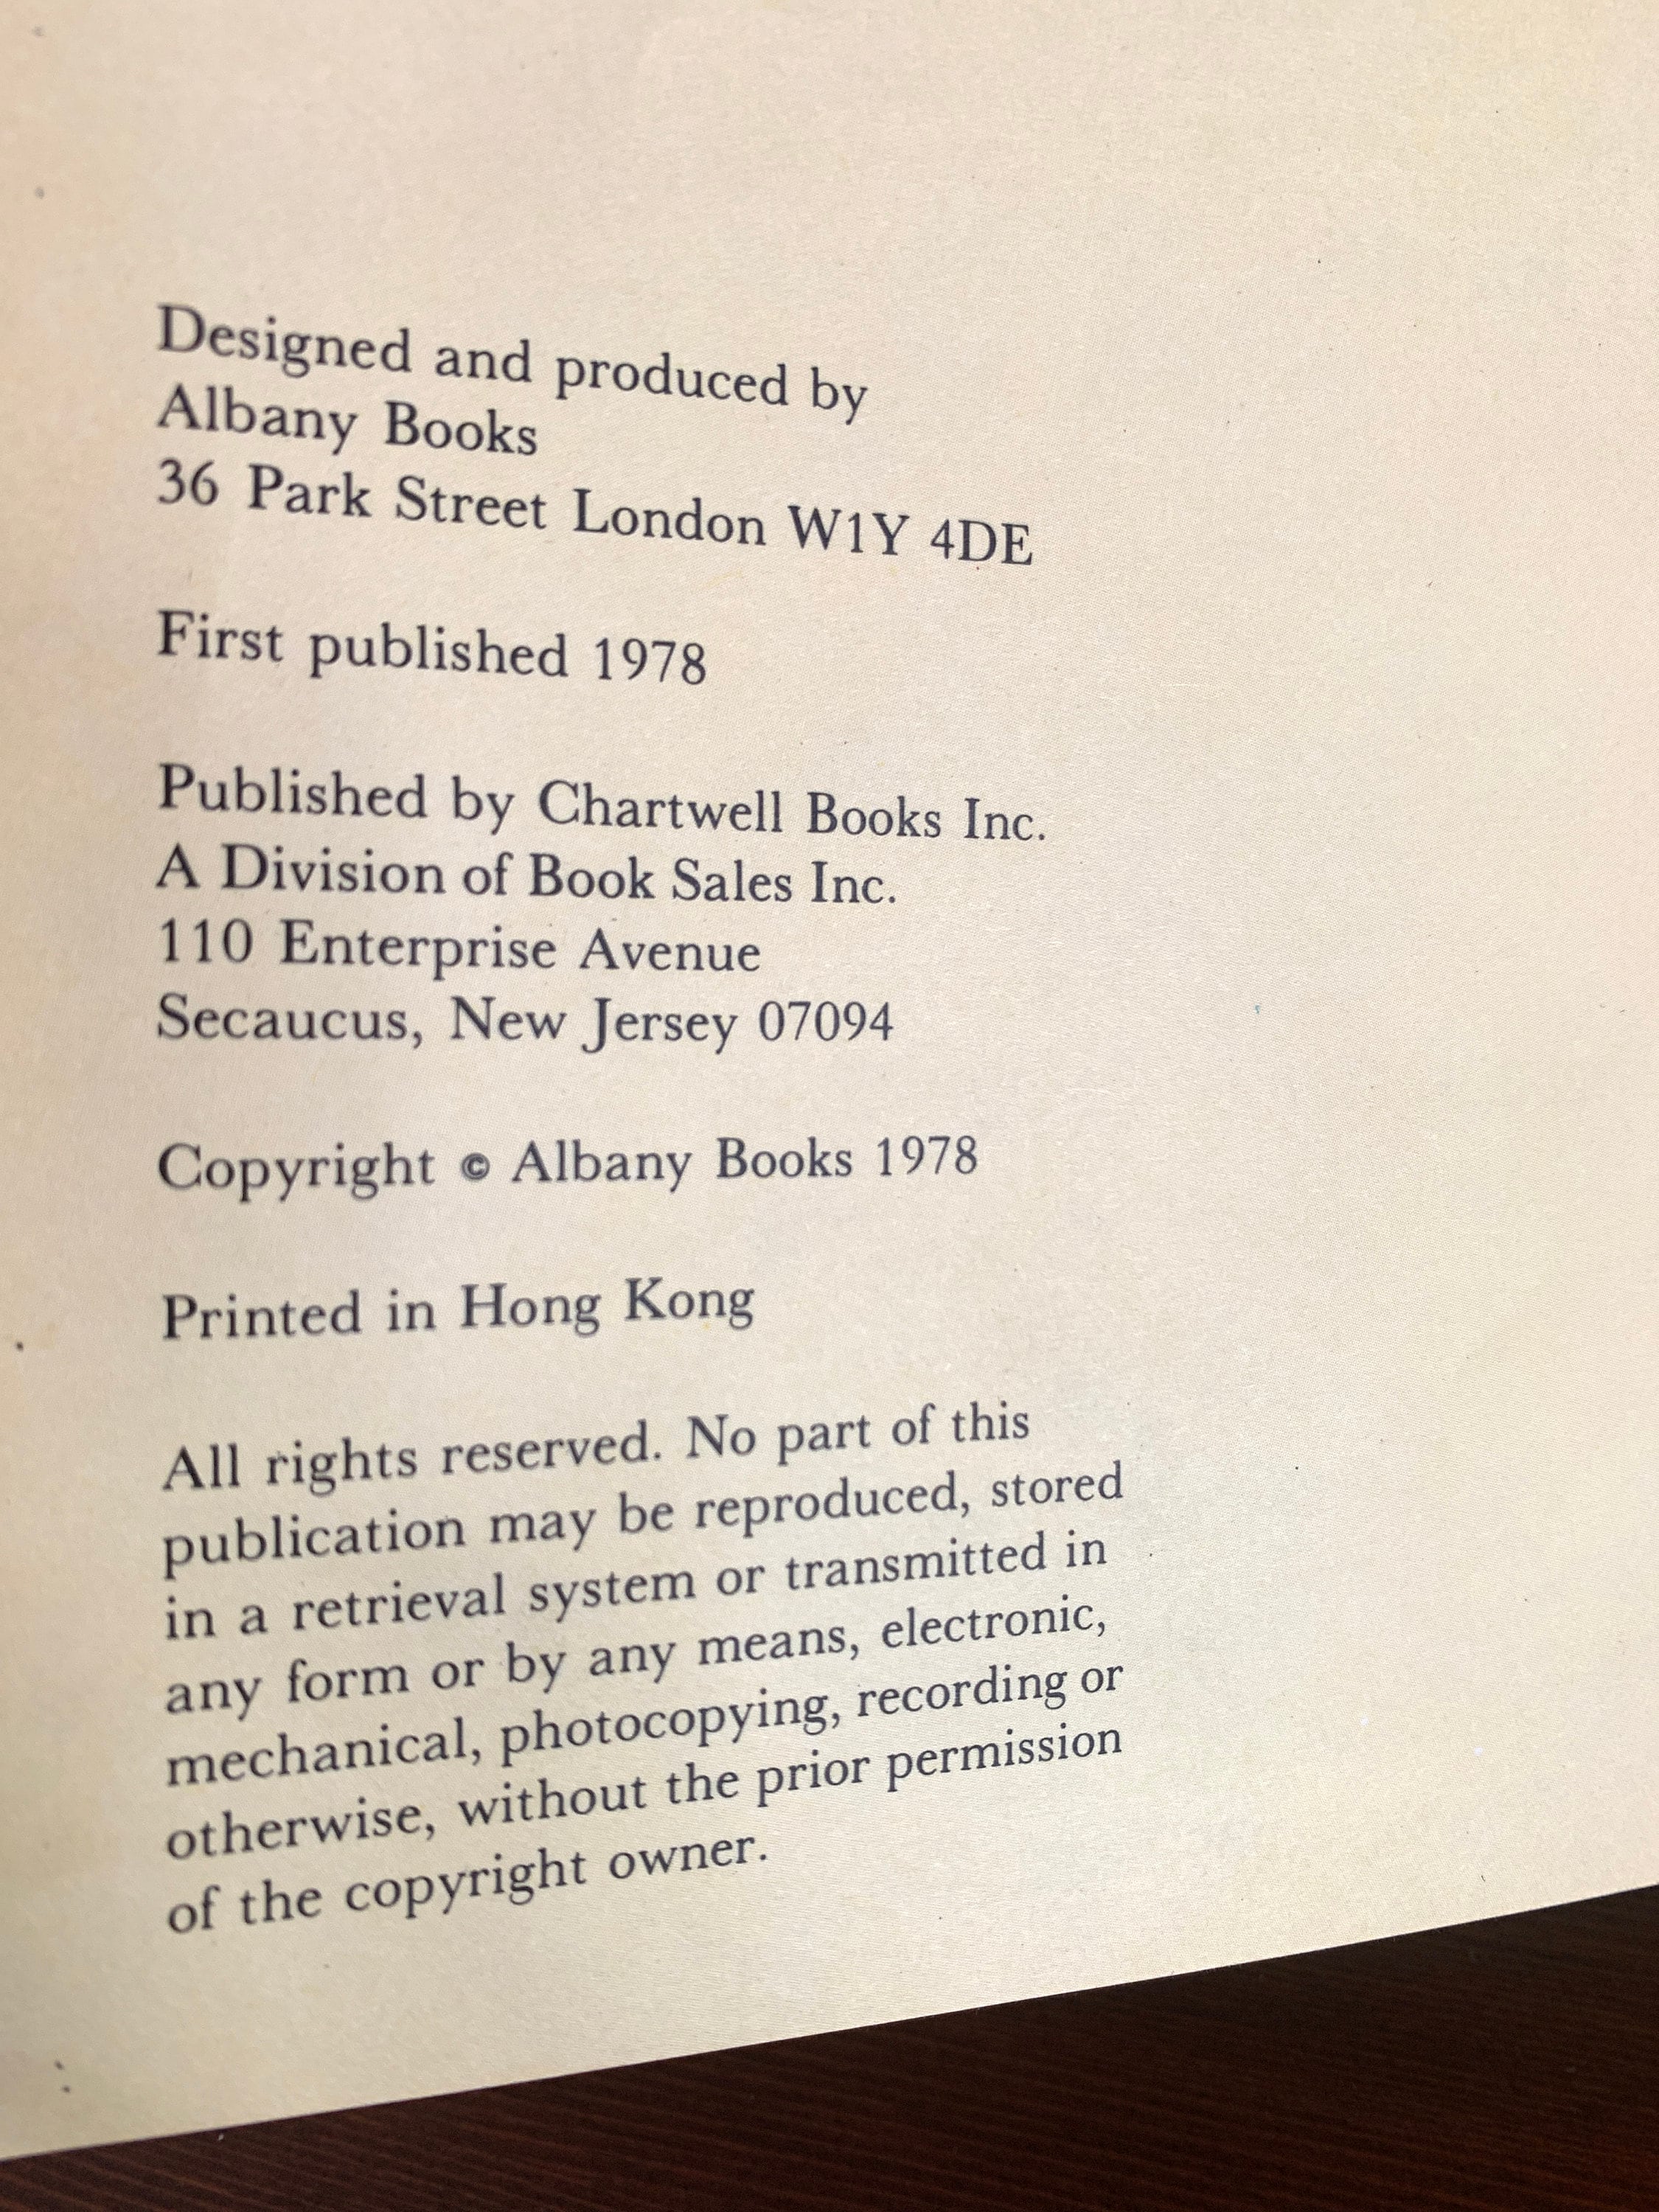 Designed and produced by
Albany Books
36 Park Street London W1Y 4DE
First published 1978
Published by Chartwell Books Inc.
A Division of Book Sales Inc.
110 Enterprise Avenue
Secaucus, New Jersey 07094
Copyright © Albany Books 1978
Printed in Hong Kong
All rights reserved. No part of this
publication may be reproduced, stored
in a retrieval system or transmitted in
any form or by any means, electronic,
mechanical, photocopying, recording or
otherwise, without the prior permission
of the copyright owner.